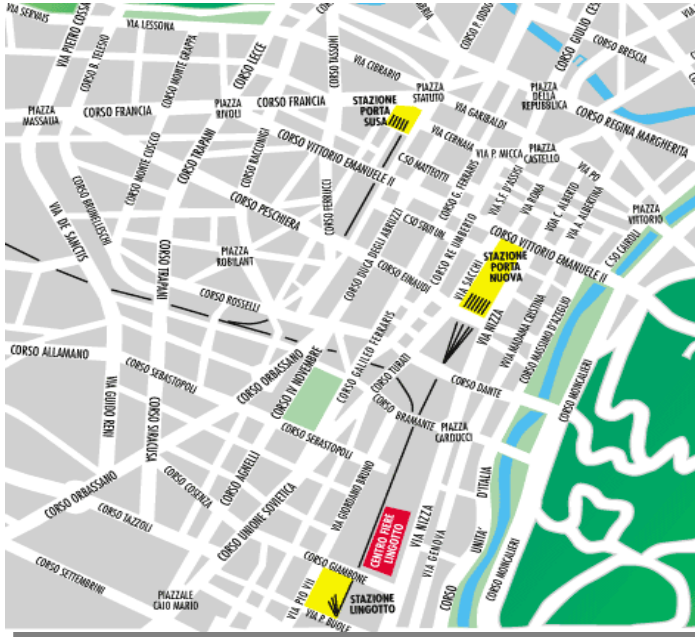 VIA SERVAIS
VIA PIETRO COSSA
VIA LESSONA
CORSO B. TELESIO
CORSO MONTE GRAPPA
CORSO LECCE
CORSO TASSONI
VIA CIBRARIO
CORSO P. ODDO
CORSO GIULIO CES
CORSO BRESCIA
PIAZZA
MASSAUA
CORSO FRANCIA
PIAZZA
RIVOLI
CORSO FRANCIA
STAZIONE
PORTA
SUSA
PIAZZA
STATUTO
PIAZZA
DELLA
REPUBBLICA
CORSO REGINA MARGHERITA
VIA GARIBALDI
VIA CERNAIA
VIA P. MICCA
PIAZZA
CASTELLO
CORSO VITTORIO EMANUELE II
C.SO MATTEOTTI
CORSO MONTE COSCCO
CORSO TRAPANI
CORSO RACCONIGI
CORSO PESCHIERA
CORSO FERRUCCI
CORSO G. FERRARIS
VIA S.F. D'ASSISI
VIA ROMA
VIA C. ALBERTO
VIA A. ALBERTINA
VIA PO
PIAZZA
VITTORIO
C.SO CAIROLI
VIA DE SANCTIS
CORSO BRUNELLESCHI
CORSO TRAPANI
PIAZZA
ROBILANT
CORSO DUCA DEGLI ABRUZZI
C.SO STATI UN.
CORSO RE UMBERTO
CORSO EINAUDI
CORSO VITTORIO EMANUELE II
STAZIONE
PORTA
NUOVA
VIA SACCHI
VIA NIZZA
VVIA MADAMA CRISTINA
CORSO MASSIMO D'AZEGLIO
CORSO ROSSELLI
CORSO ALLAMANO
CORSO SEBASTOPOLI
CORSO ORBASSANO
CORSO IV NOVEMBRE
CORSO GALILEO FERRARIS
CORSO TURATI
CORSO DANTE
CORSO MONCALIERI
CORSO BRAMANTE
PIAZZA
CARDUCCI
VIA GUIDO RENI
CORSO SIRACUSA
CORSO SEBASTOPOLI
CORSO AGNELLI
CORSO COSENZA
CORSO ORBASSANO
CORSO TAZZOLI
CORSO UNIONE SOVIETICA
VIA GIORDANO BRUNO
CENTRO FIERE
LINGOTTO
VIA NIZZA
VIA GENOVA
CORSO UNITA' D'ITALIA
CORSO MONCALIERI
CORSO SETTEMBRINI
PIAZZALE
CAIO MARIO
CORSO GIAMBONE
VIA PIO VII
STAZIONE
LINGOTTO
VIA P. BUOLE